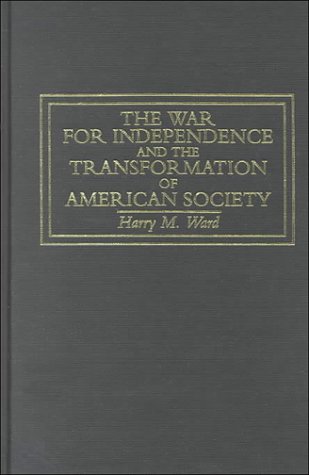 THE WAR
FOR INDEPENDENCE
AND THE
TRANSFORMATION
OF
AMERICAN SOCIETY
Harry M. Ward